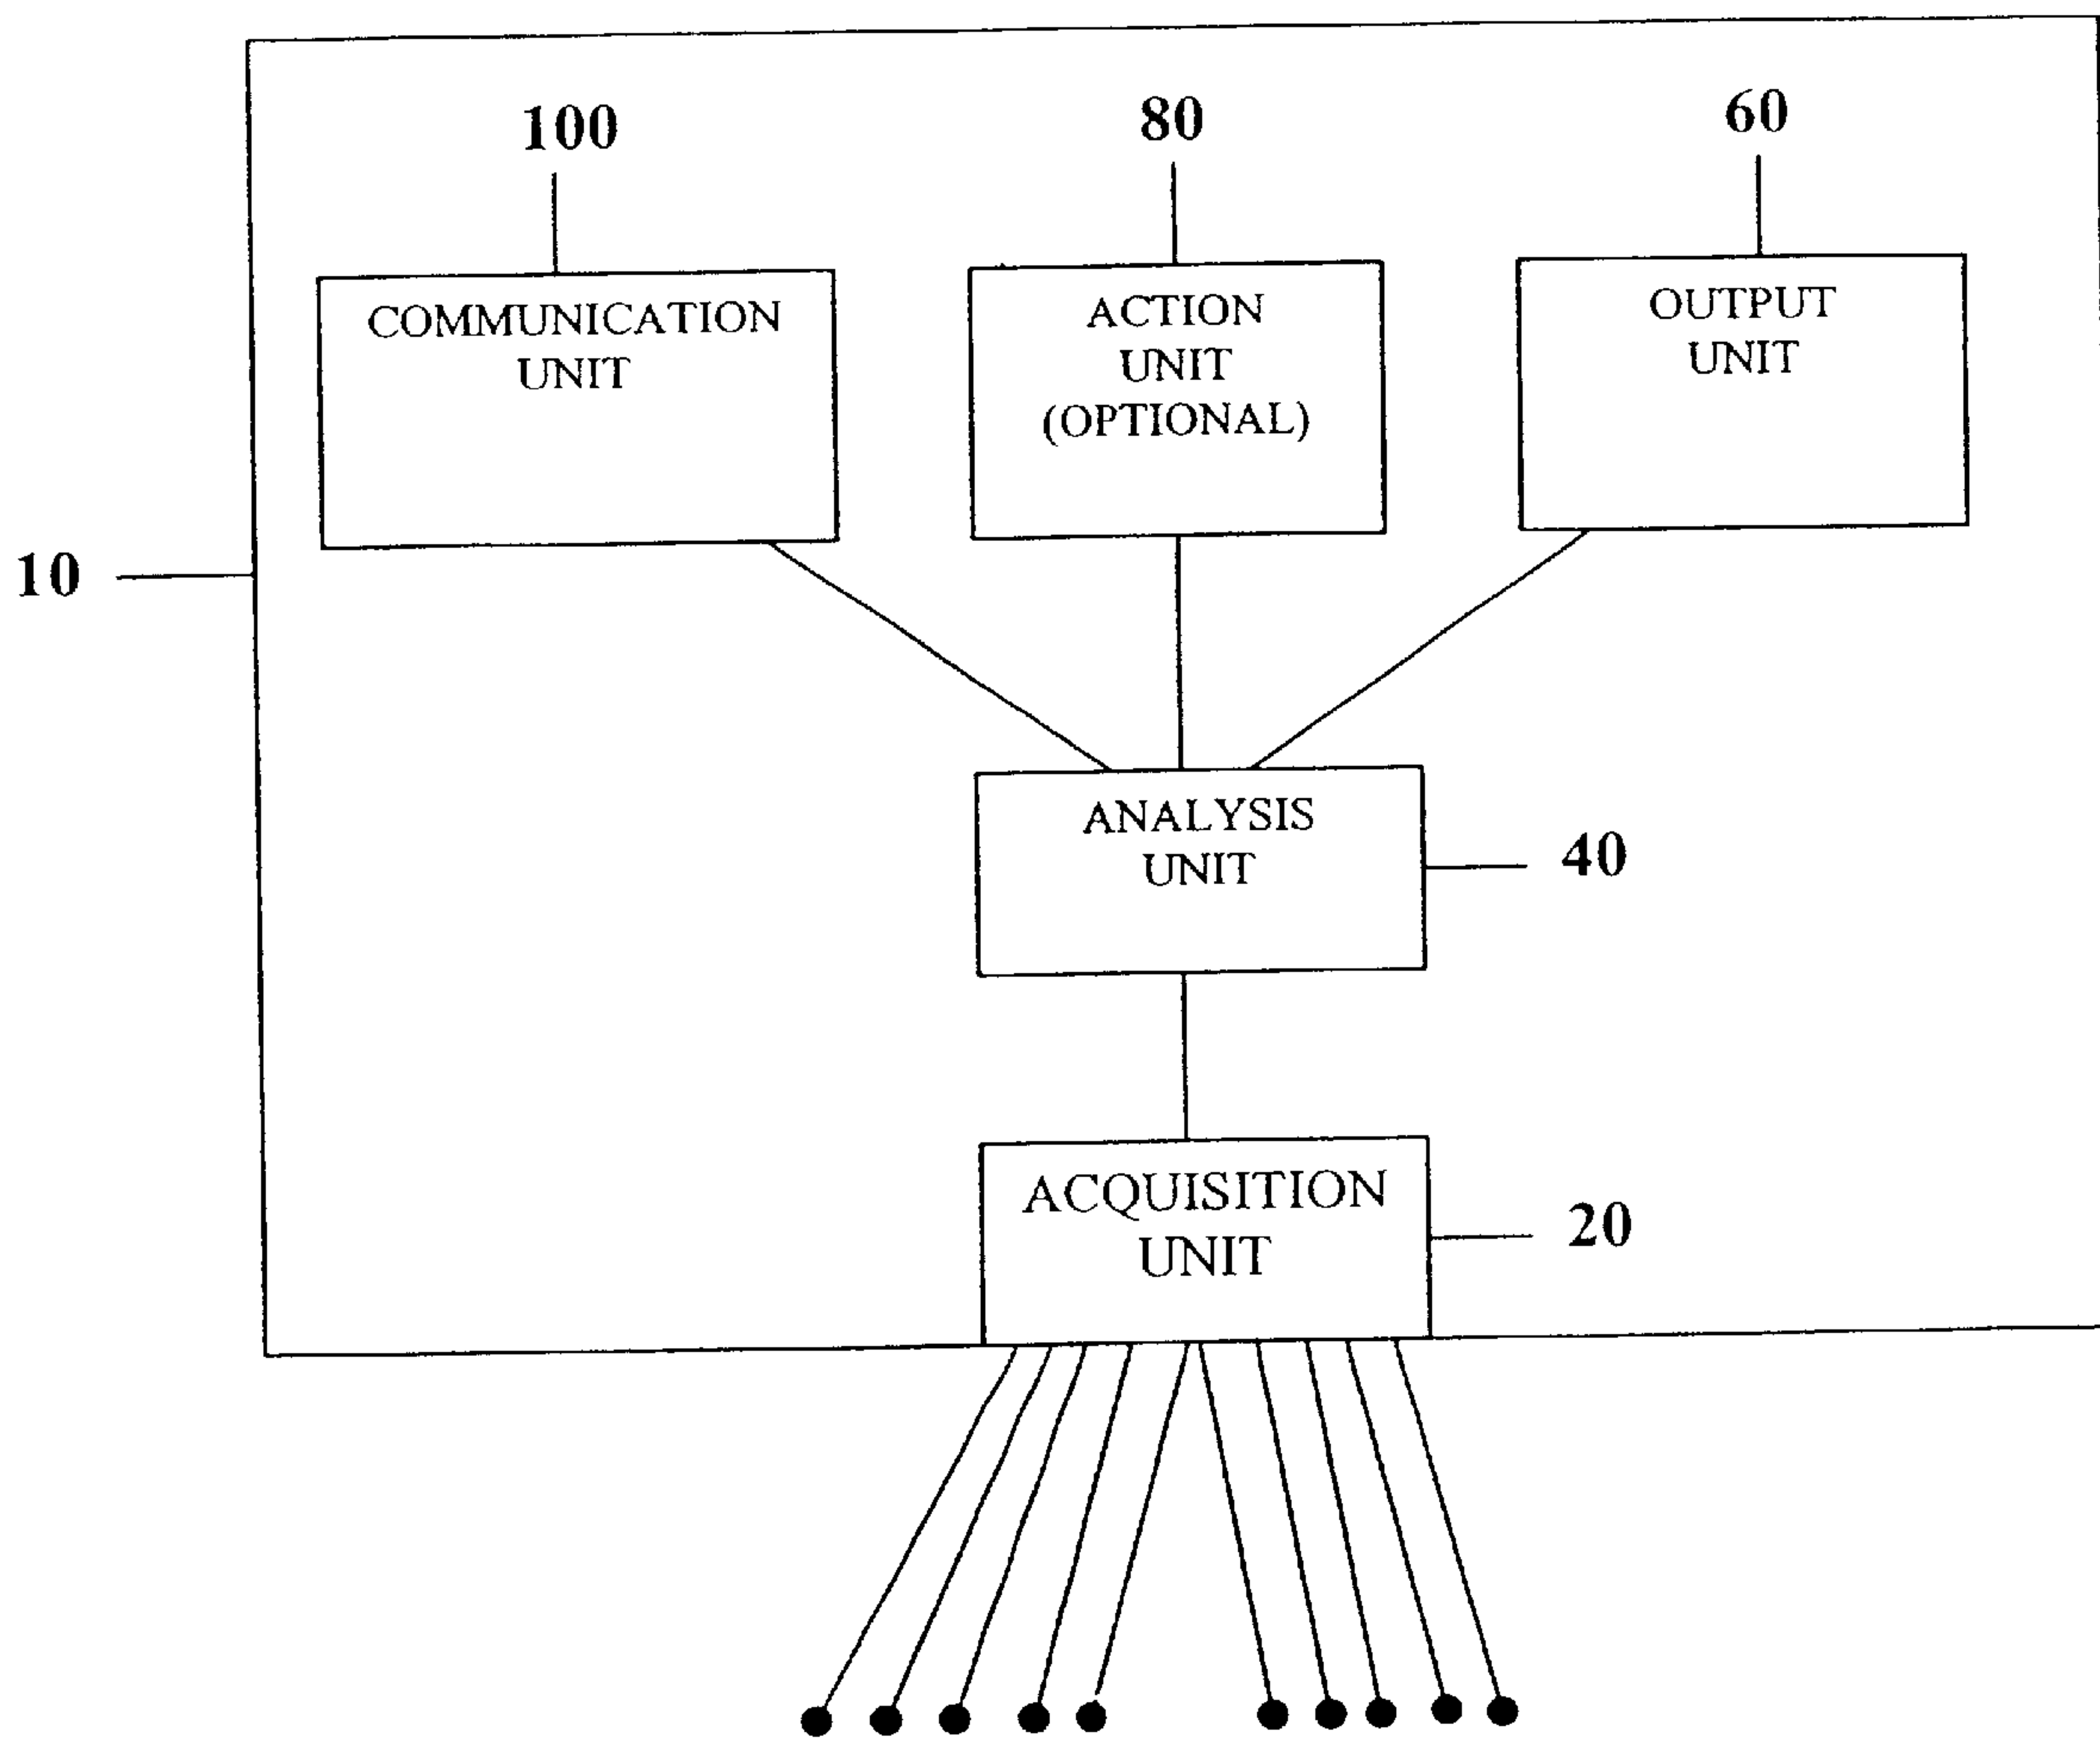 100
80
60
COMMUNICATION
UNIT
ACTION
UNIT
(OPTIONAL)
OUTPUT
UNIT
10
ANALYSIS
UNIT
40
ACQUISITION
UNIT
20